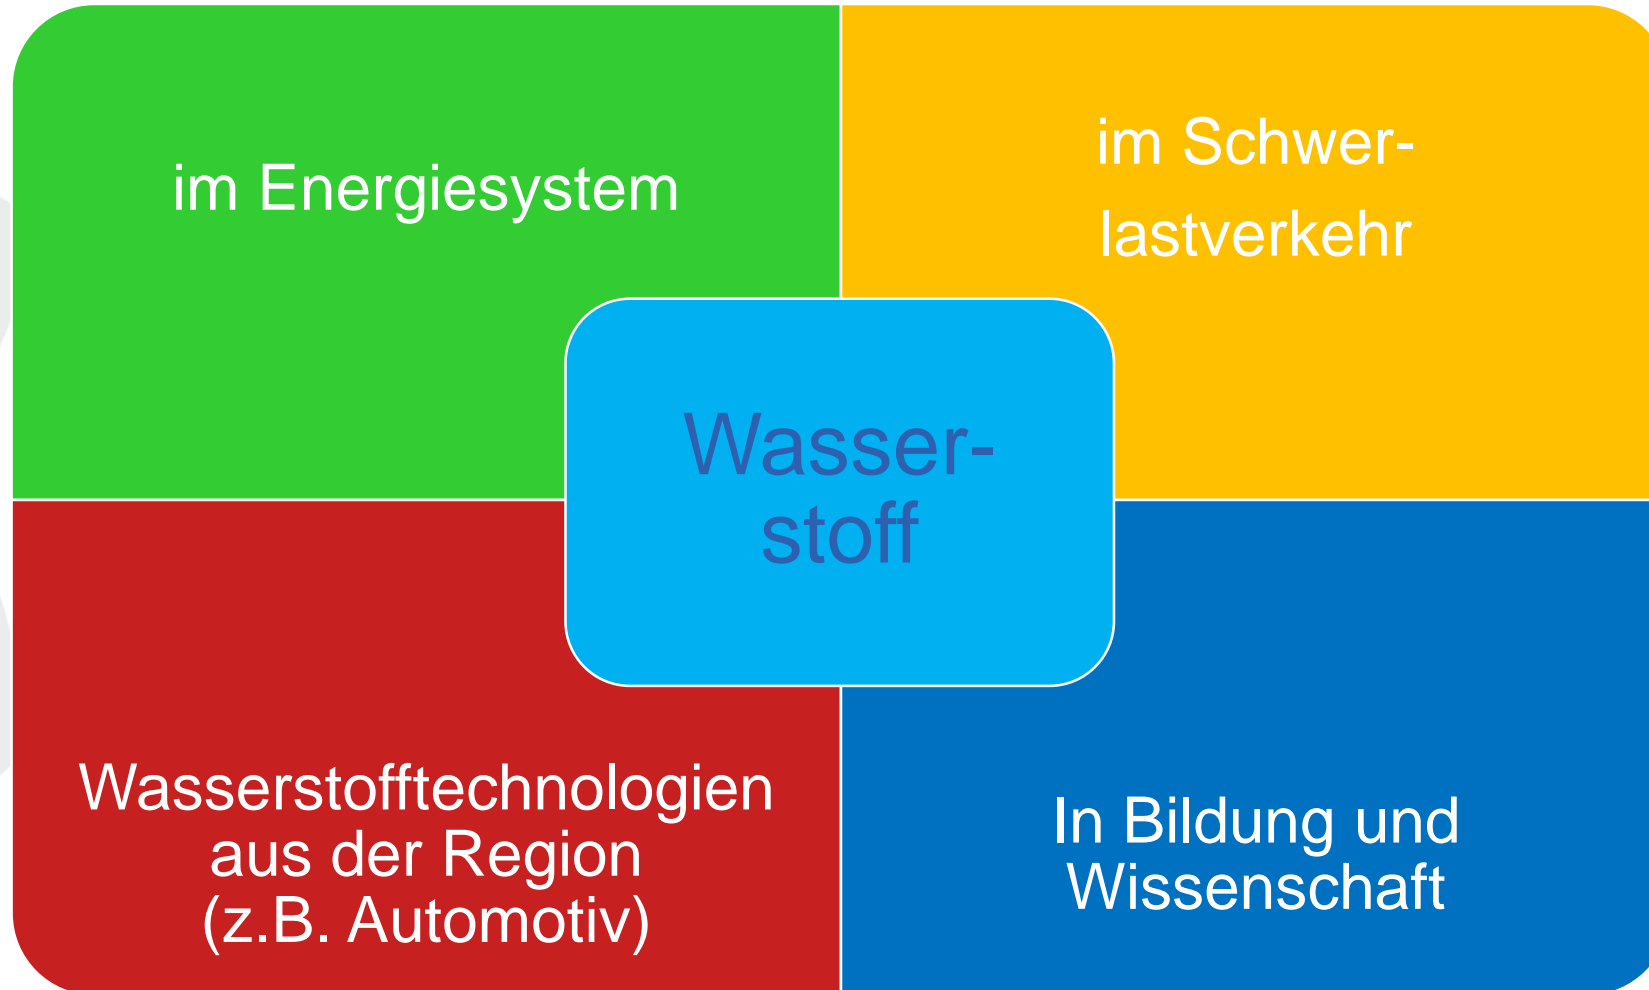 im Energiesystem
im Schwer-
lastverkehr
Wasser-
stoff
Wasserstofftechnologien
aus der Region
(z.B. Automotiv)
In Bildung und
Wissenschaft